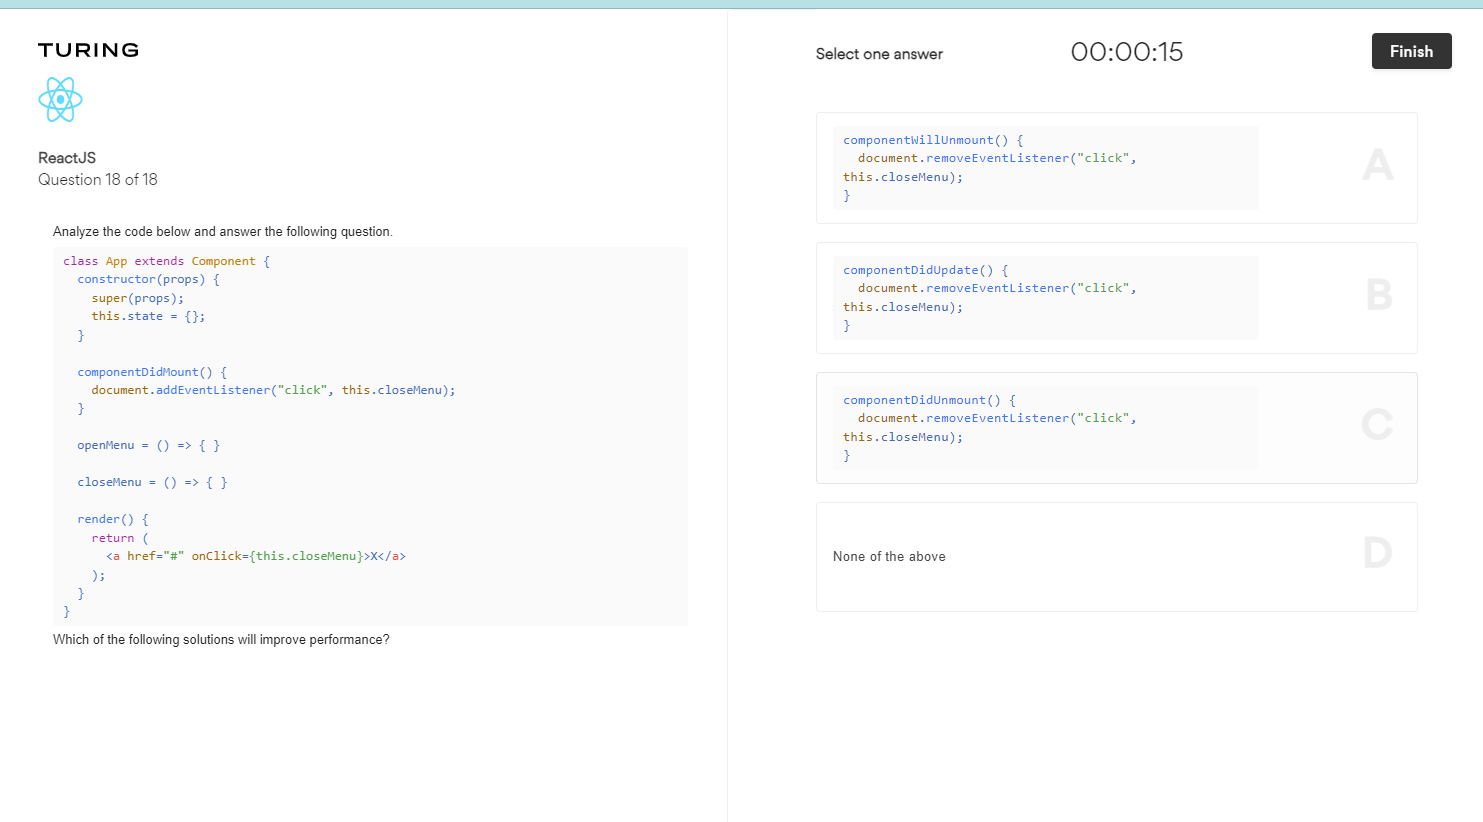 TURING
ReactJS
Question 18 of 18
Analyze the code below and answer the following question.
class App extends Component {
  constructor(props) {
    super(props);
    this.state = {};
  }

  componentDidMount() {
    document.addEventListener("click", this.closeMenu);
  }

  openMenu = () => { }

  closeMenu = () => { }

  render() {
    return (
      <a href="#" onClick={this.closeMenu}>X</a>
    );
  }
}
Which of the following solutions will improve performance?
Select one answer
00:00:15
Finish
componentWillUnmount() {
  document.removeEventListener("click",
this.closeMenu);
}
A
componentDidUpdate() {
  document.removeEventListener("click",
this.closeMenu);
}
B
componentDidUnmount() {
  document.removeEventListener("click",
this.closeMenu);
}
C
None of the above
D